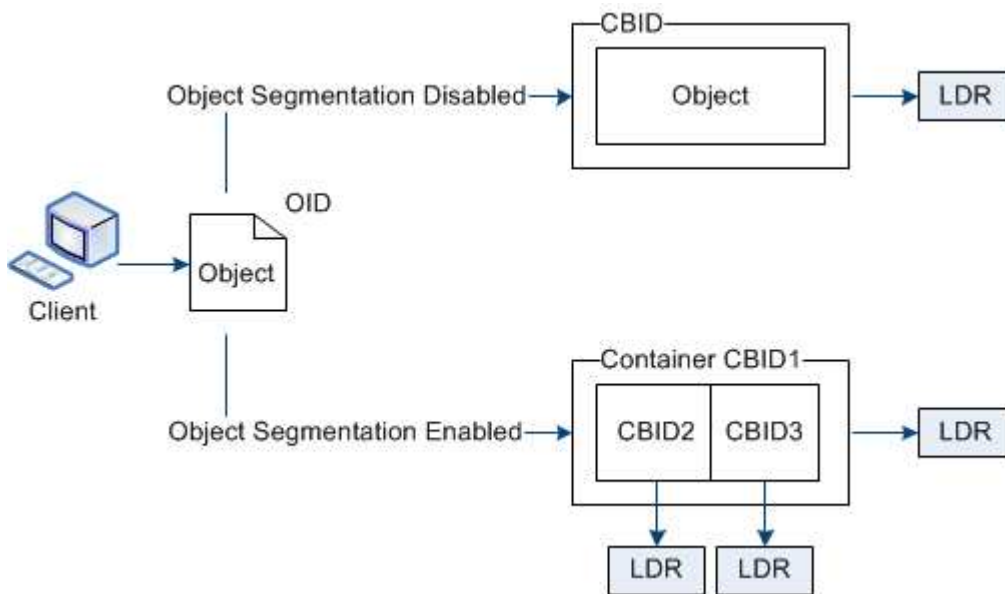 CBID
Object Segmentation Disabled
Object
LDR
OID
Object
Client
Container CBID1
Object Segmentation Enabled
CBID2
CBID3
LDR
LDR
LDR